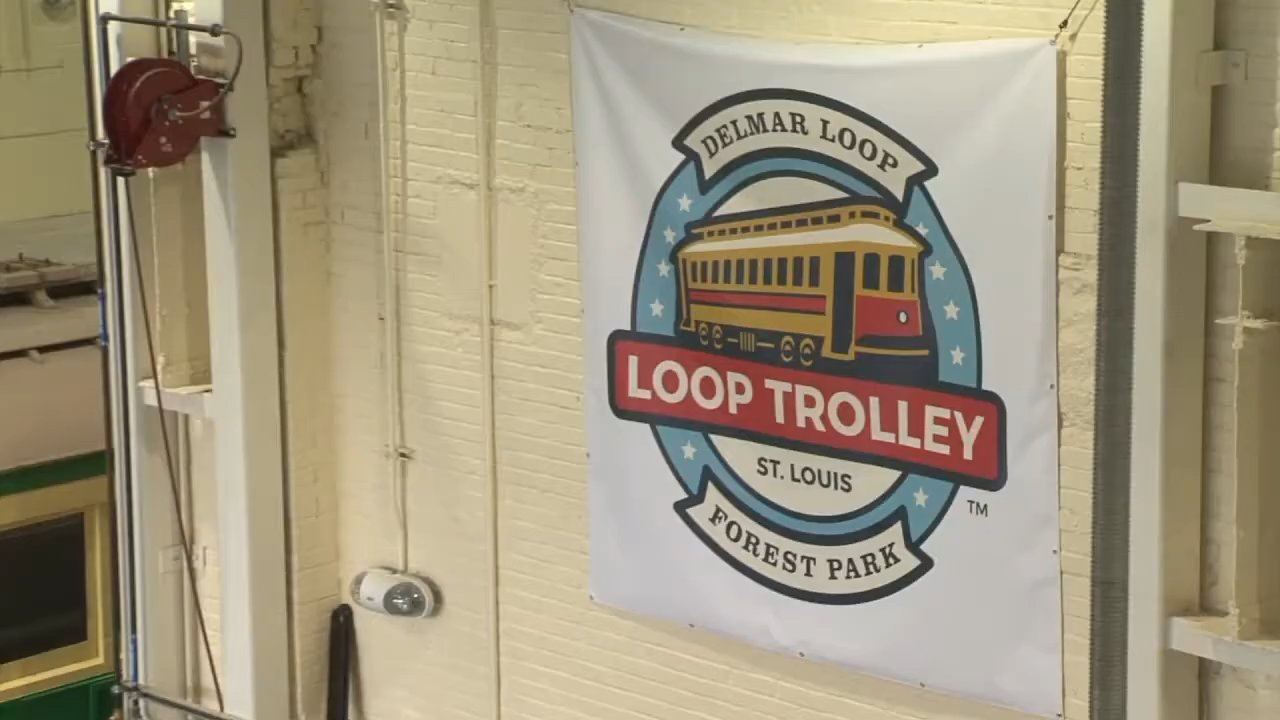 DELMAR LOOP
LOOP TROLLEY
ST. LOUIS
TM
FOREST PARK